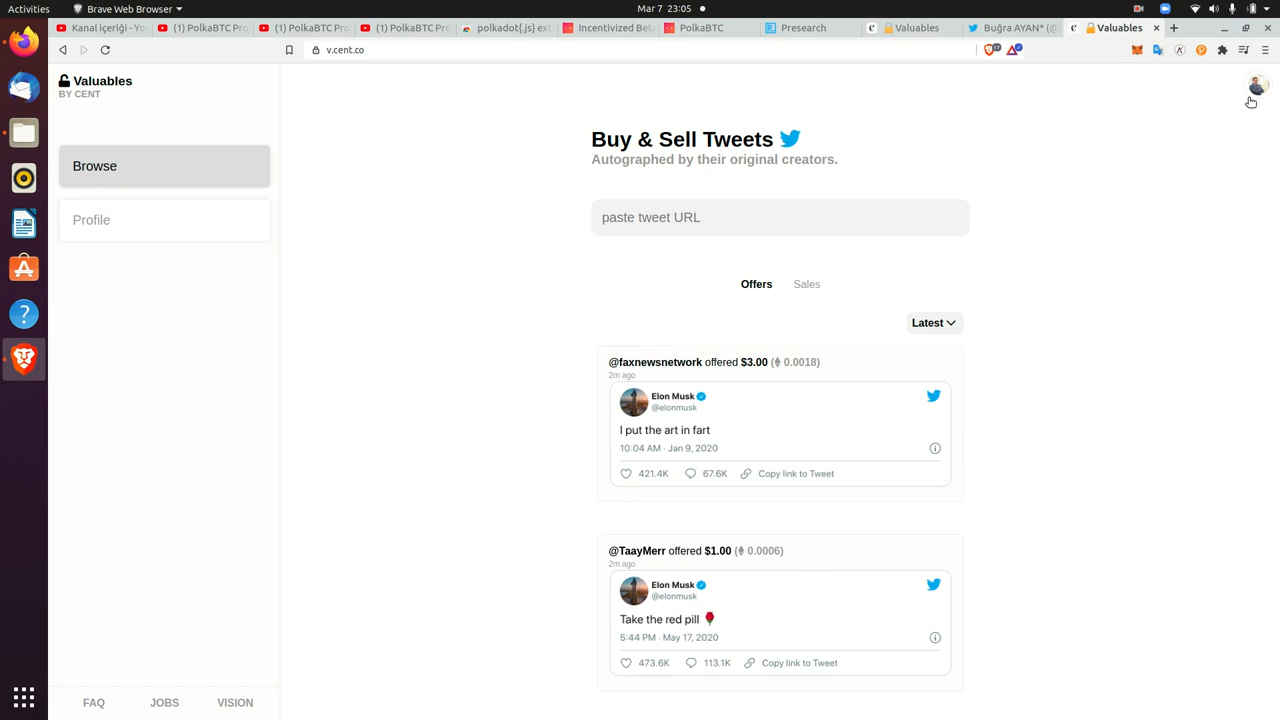 Activities
Brave Web Browser
Mar 7 23:05
Kanal içeriği - Yo
(1) PolkaBTC Pro
(1) PolkaBTC Pro
(1) PolkaBTC Pro
polkadot{.js} ext
Incentivized Bet
PolkaBTC
Presearch
Valuables
Buğra AYAN* (@
Valuables
v.cent.co
Valuables
BY CENT
Browse
Profile
Buy & Sell Tweets
Autographed by their original creators.
paste tweet URL
Offers
Sales
Latest
@faxnewsnetwork offered $3.00 (0.0018)
2m ago
Elon Musk
@elonmusk
I put the art in fart
10:04 AM · Jan 9, 2020
421.4K
67.6K
Copy link to Tweet
@TaayMerr offered $1.00 (0.0006)
2m ago
Elon Musk
@elonmusk
Take the red pill
5:44 PM · May 17, 2020
473.6K
113.1K
Copy link to Tweet
FAQ
JOBS
VISION